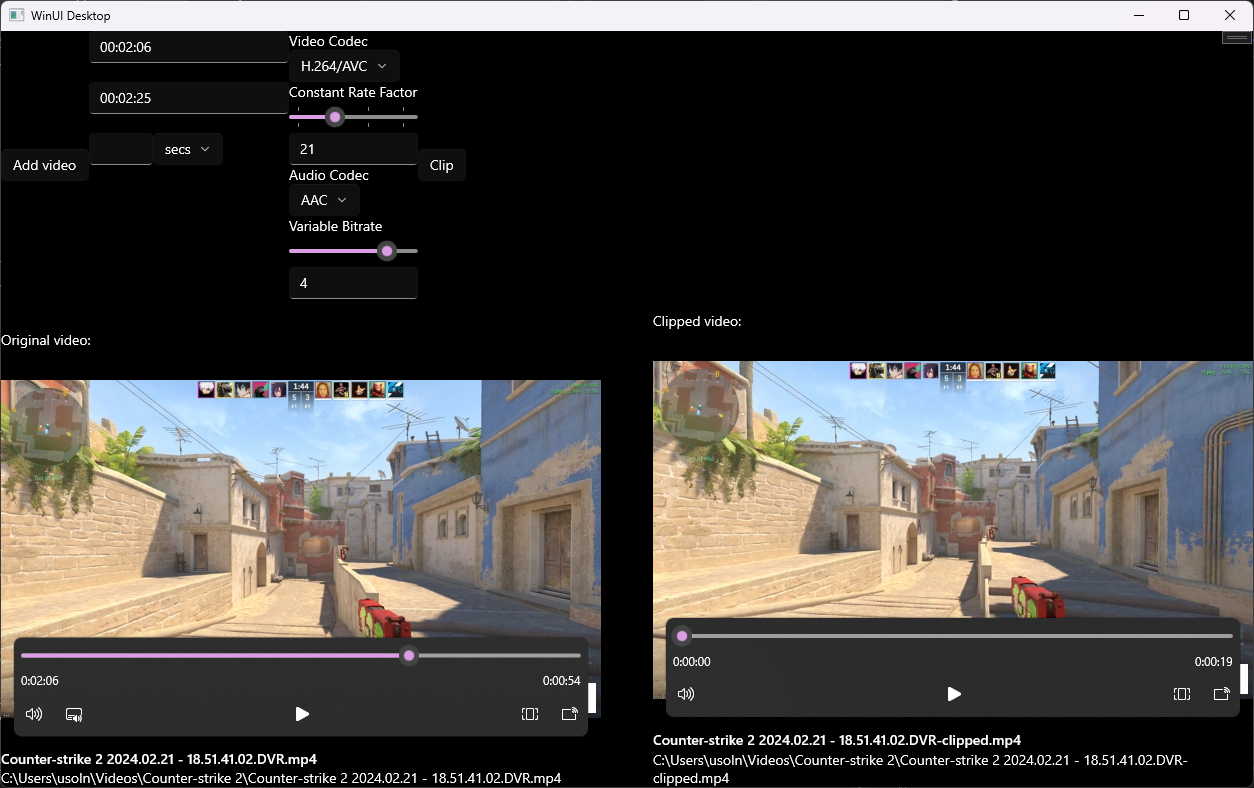 WinUI Desktop
00:02:06
00:02:25
Add video
secs
Video Codec
H.264/AVC
Constant Rate Factor
21
Audio Codec
AAC
Variable Bitrate
4
Clip
Original video:
1:44
5 3
0:02:06
0:00:54
Counter-strike 2 2024.02.21 - 18.51.41.02.DVR.mp4
C:\Users\usoln\Videos\Counter-strike 2\Counter-strike 2 2024.02.21 - 18.51.41.02.DVR.mp4
Clipped video:
1:44
5 3
0:00:00
0:00:19
Counter-strike 2 2024.02.21 - 18.51.41.02.DVR-clipped.mp4
C:\Users\usoln\Videos\Counter-strike 2\Counter-strike 2 2024.02.21 - 18.51.41.02.DVR-
clipped.mp4